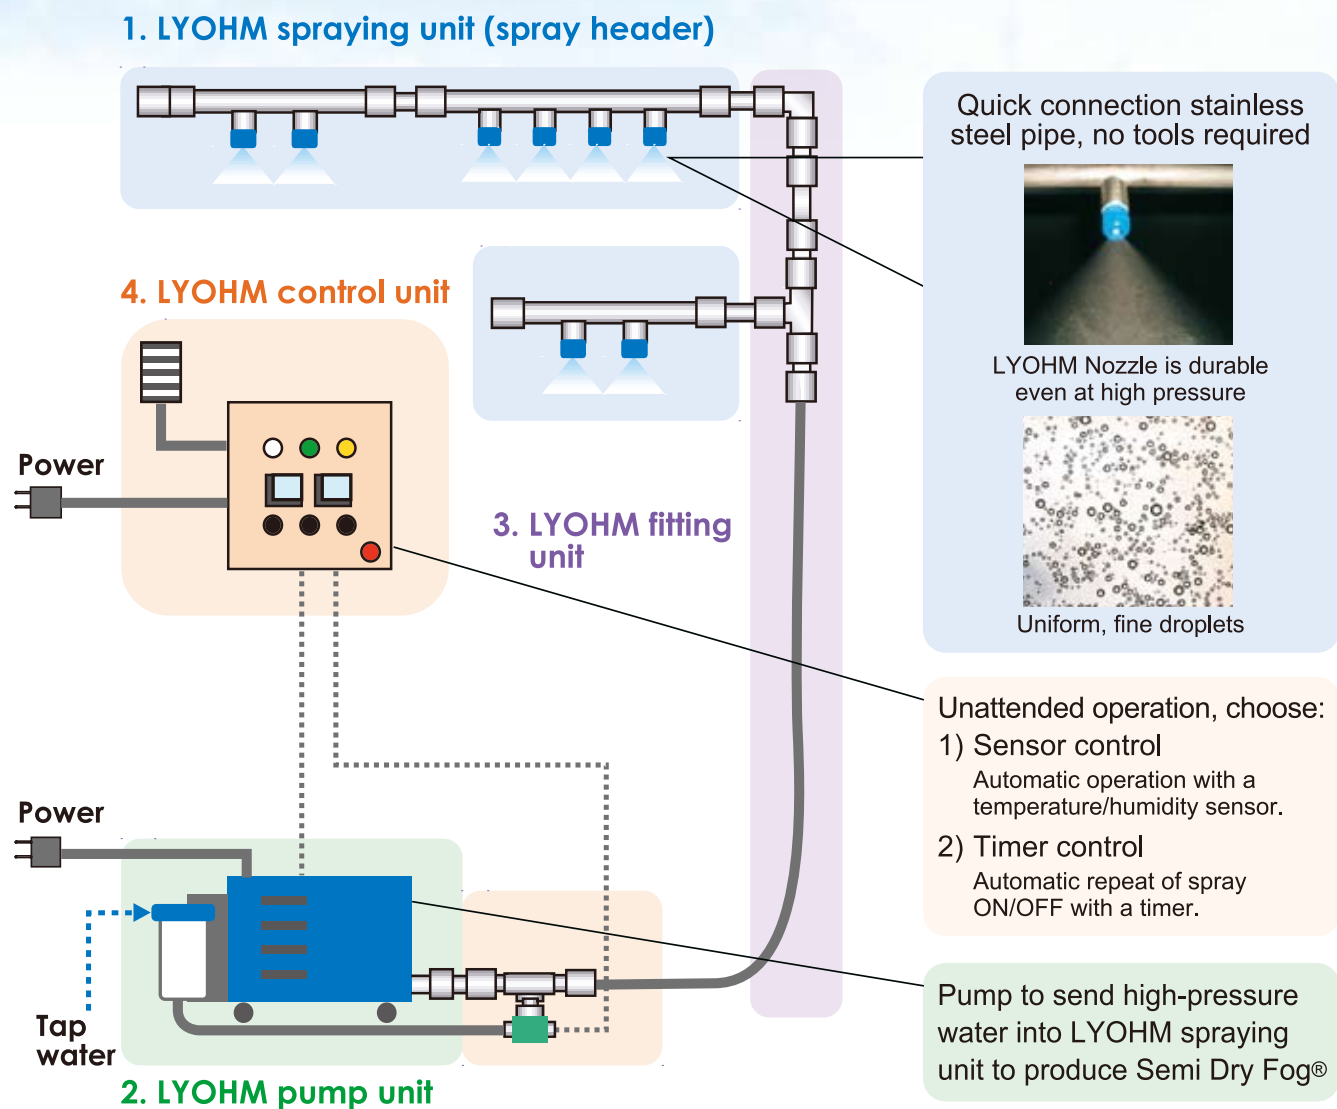 1. LYOHM spraying unit (spray header)
Quick connection stainless
steel pipe, no tools required
LYOHM Nozzle is durable
even at high pressure
Uniform, fine droplets
4. LYOHM control unit
Power
3. LYOHM fitting
unit
Unattended operation, choose:
1) Sensor control
Automatic operation with a
temperature/humidity sensor.
2) Timer control
Automatic repeat of spray
ON/OFF with a timer.
Power
Tap
water
2. LYOHM pump unit
Pump to send high-pressure
water into LYOHM spraying
unit to produce Semi Dry Fog®